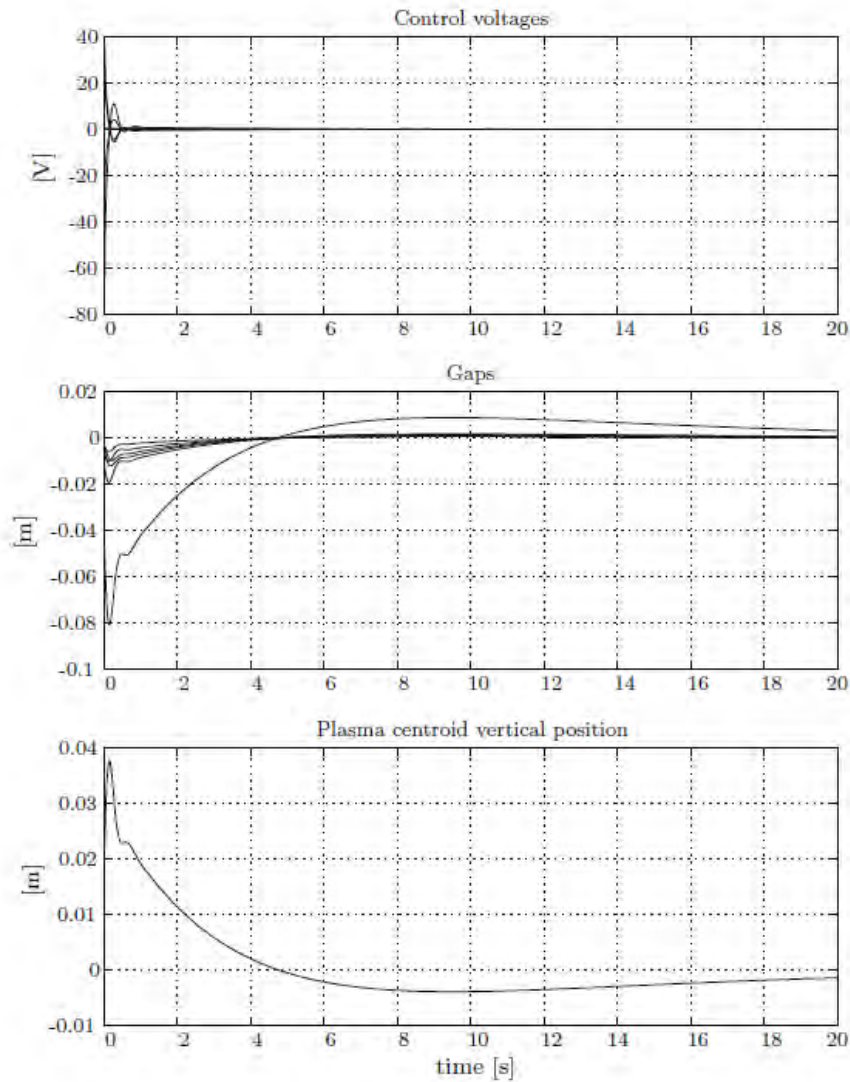 Control voltages
40
20
0
-20
-40
-60
-80
[V]
0 2 4 6 8 10 12 14 16 18 20
Gaps
0.02
0
-0.02
-0.04
-0.06
-0.08
-0.1
[m]
0 2 4 6 8 10 12 14 16 18 20
Plasma centroid vertical position
0.04
0.03
0.02
0.01
0
-0.01
[m]
0 2 4 6 8 10 12 14 16 18 20
time [s]